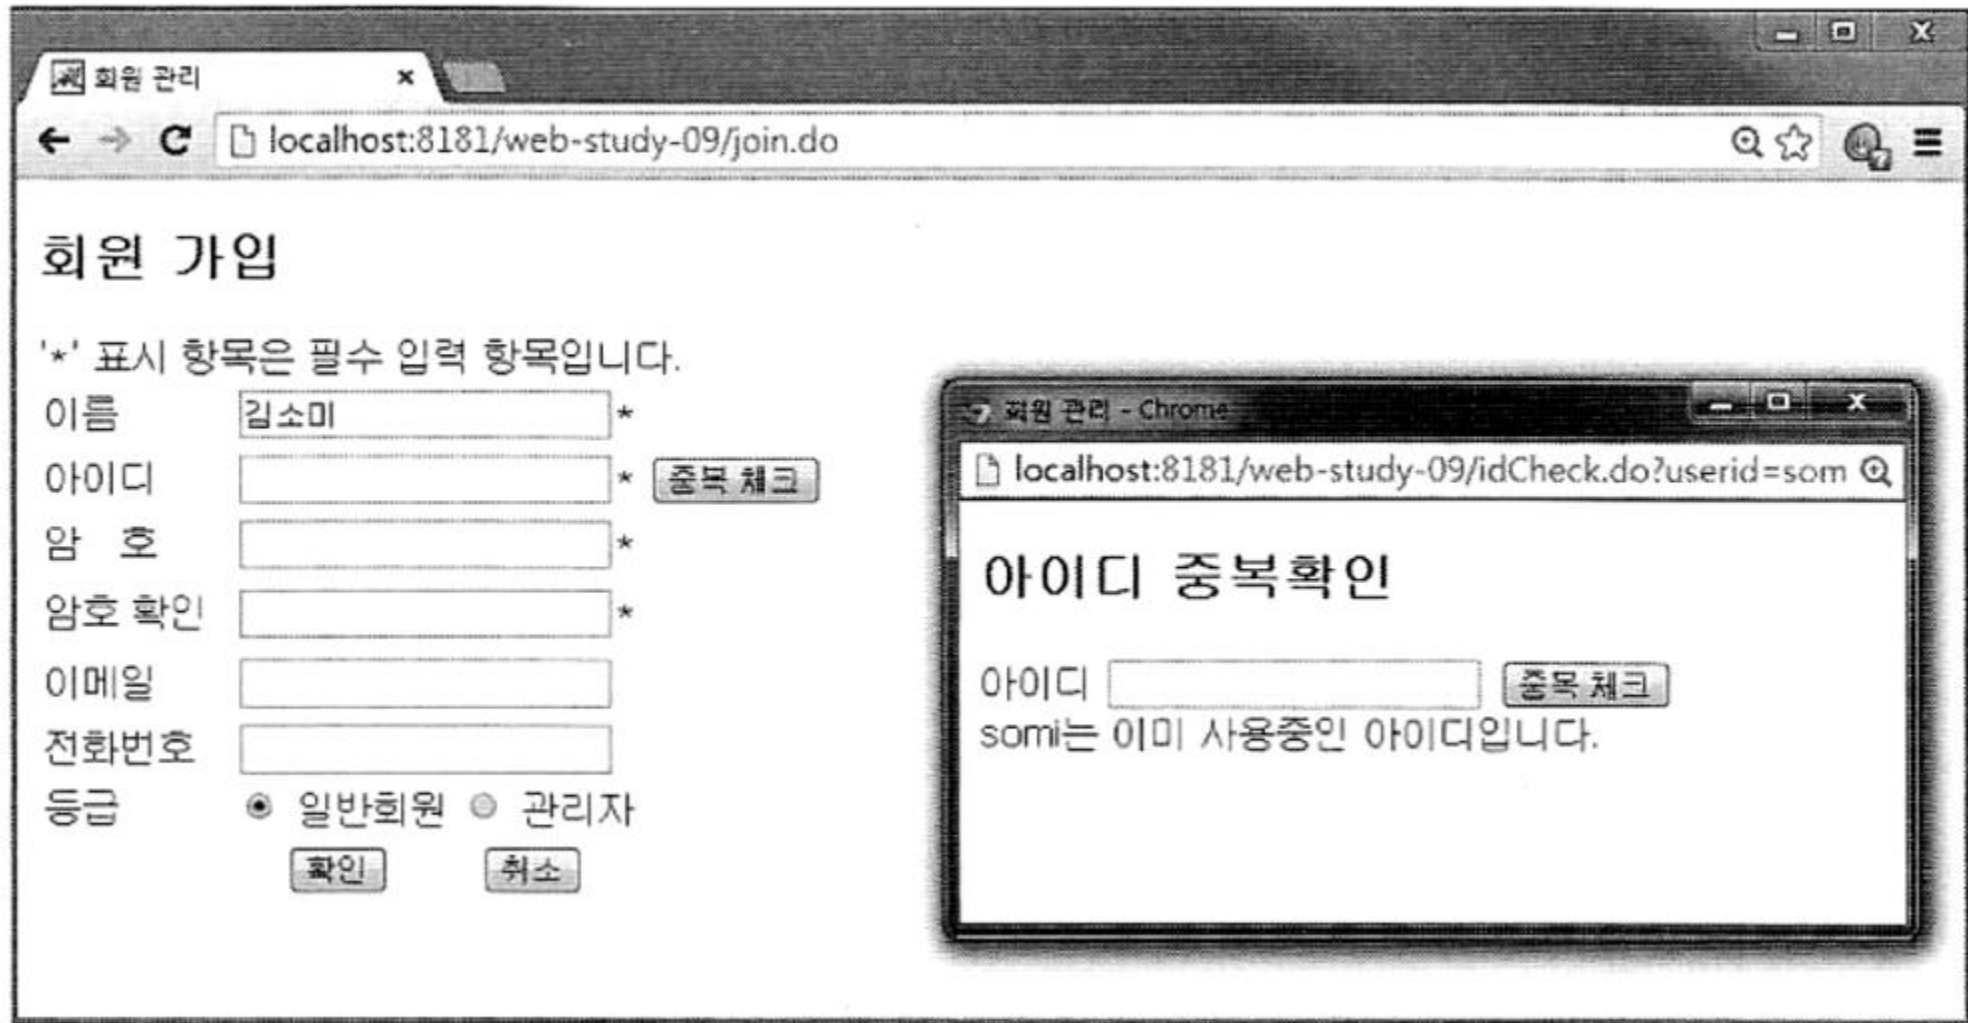 회원 관리
localhost:8181/web-study-09/join.do
회원 가입
'*' 표시 항목은 필수 입력 항목입니다.
이름 김소미 *
아이디 * 중복 체크
암 호 *
암호 확인 *
이메일
전화번호
등급 일반회원 관리자
확인 취소
회원 관리 - Chrome
localhost:8181/web-study-09/idCheck.do?userid=som
아이디 중복확인
아이디 중복 체크
somi는 이미 사용중인 아이디입니다.